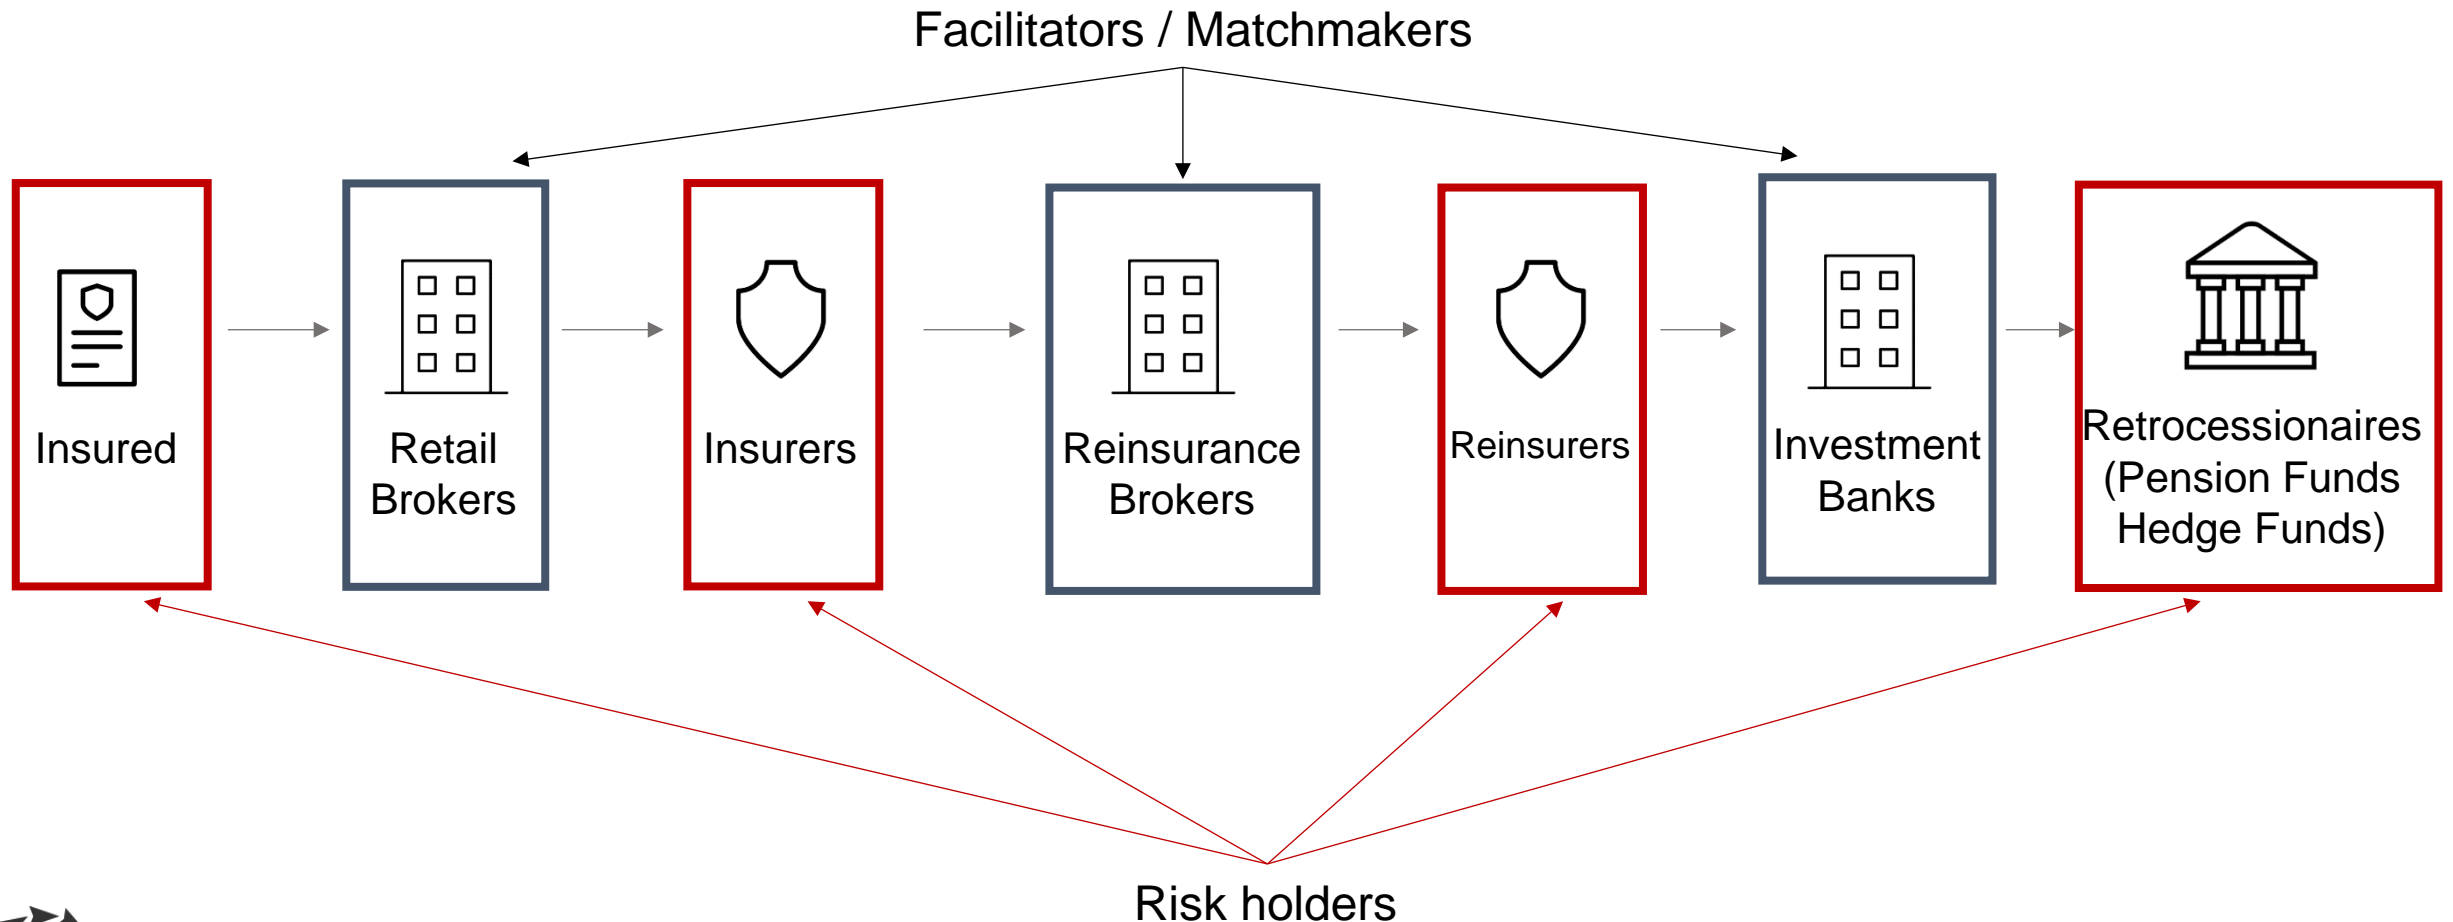 Facilitators / Matchmakers
Insured
Retail
Brokers
Insurers
Reinsurance
Brokers
Reinsurers
Investment
Banks
Retrocessionaires
(Pension Funds
Hedge Funds)
Risk holders